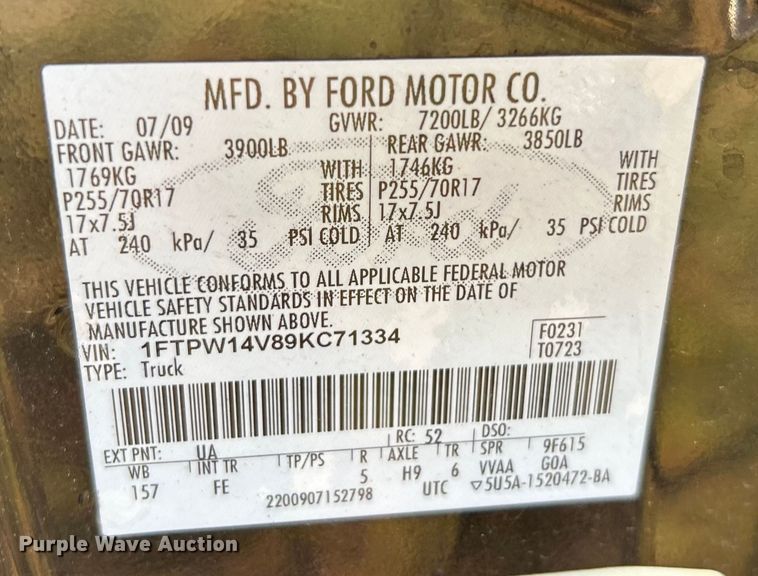 MFD. BY FORD MOTOR CO.
DATE: 07/09 GVWR: 7200LB/ 3266KG
FRONT GAWR: 3900LB REAR GAWR: 3850LB
1769KG WITH 1746KG WITH
P255/70R17 TIRES P255/70R17 TIRES
17x7.5J RIMS 17x7.5J RIMS
AT 240 kPa/ 35 PSI COLD AT 240 kPa/ 35 PSI COLD
THIS VEHICLE CONFORMS TO ALL APPLICABLE FEDERAL MOTOR
VEHICLE SAFETY STANDARDS IN EFFECT ON THE DATE OF
MANUFACTURE SHOWN ABOVE.
VIN: 1FTPW14V89KC71334 F0231
TYPE: Truck T0723
EXT PNT: UA RC: 52 DSO:
WB INT TR TP/PS R AXLE TR SPR 9F615
157 FE 5 H9 6 VVAA GOA
2200907152798 UTC ▽5U5A-1520472-BA
Purple Wave Auction